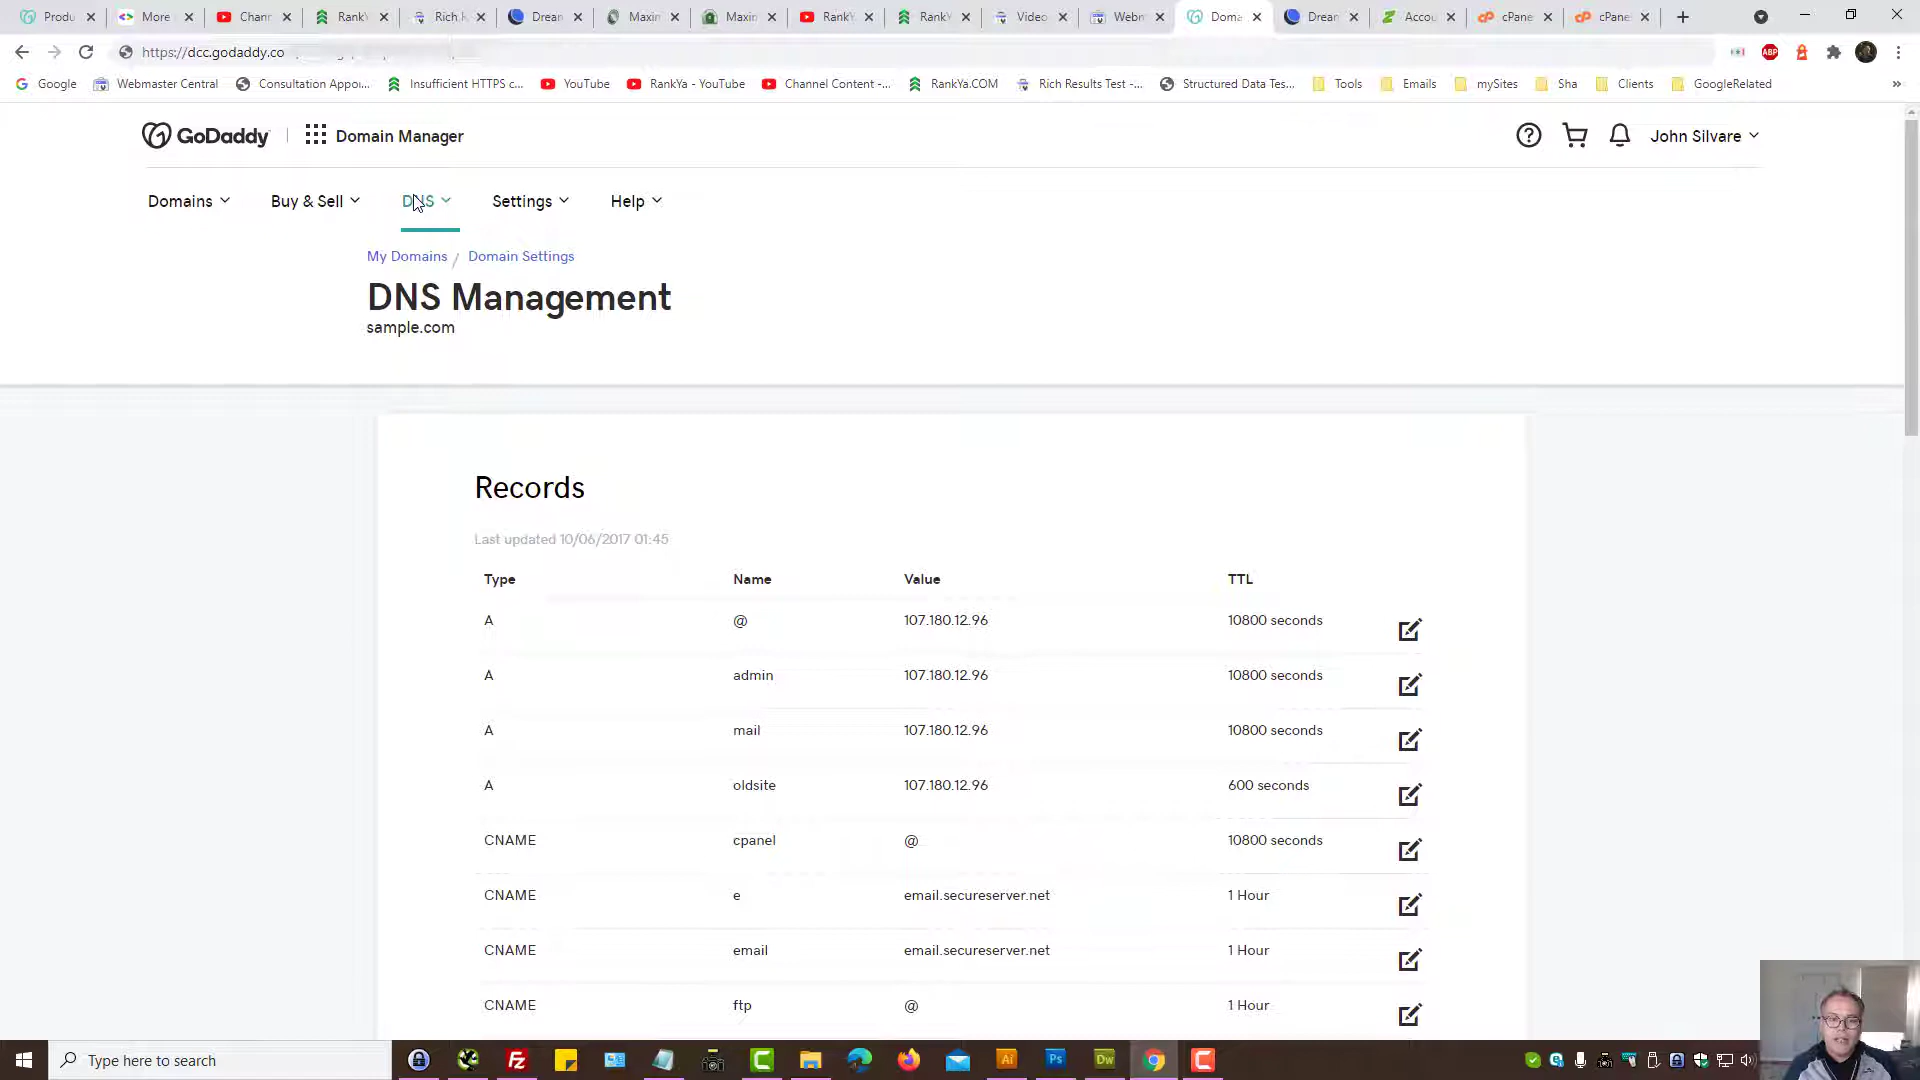 Produ
More
Chann
RankY
Rich R
Dream
Maxim
Maxim
RankY
RankY
Video
Webm
Doma
Dream
Accou
cPane
cPane
https://dcc.godaddy.co
Google
Webmaster Central
Consultation Appoi...
Insufficient HTTPS c...
YouTube
RankYa - YouTube
Channel Content -...
RankYa.COM
Rich Results Test -...
Structured Data Tes...
Tools
Emails
mySites
Sha
Clients
GoogleRelated
»
GoDaddy
Domain Manager
John Silvare
Domains
Buy & Sell
DNS
Settings
Help
My Domains / Domain Settings
DNS Management
sample.com
Records
Last updated 10/06/2017 01:45
Type Name Value TTL
A @ 107.180.12.96 10800 seconds
A admin 107.180.12.96 10800 seconds
A mail 107.180.12.96 10800 seconds
A oldsite 107.180.12.96 600 seconds
CNAME cpanel @ 10800 seconds
CNAME e email.secureserver.net 1 Hour
CNAME email email.secureserver.net 1 Hour
CNAME ftp @ 1 Hour
Type here to search